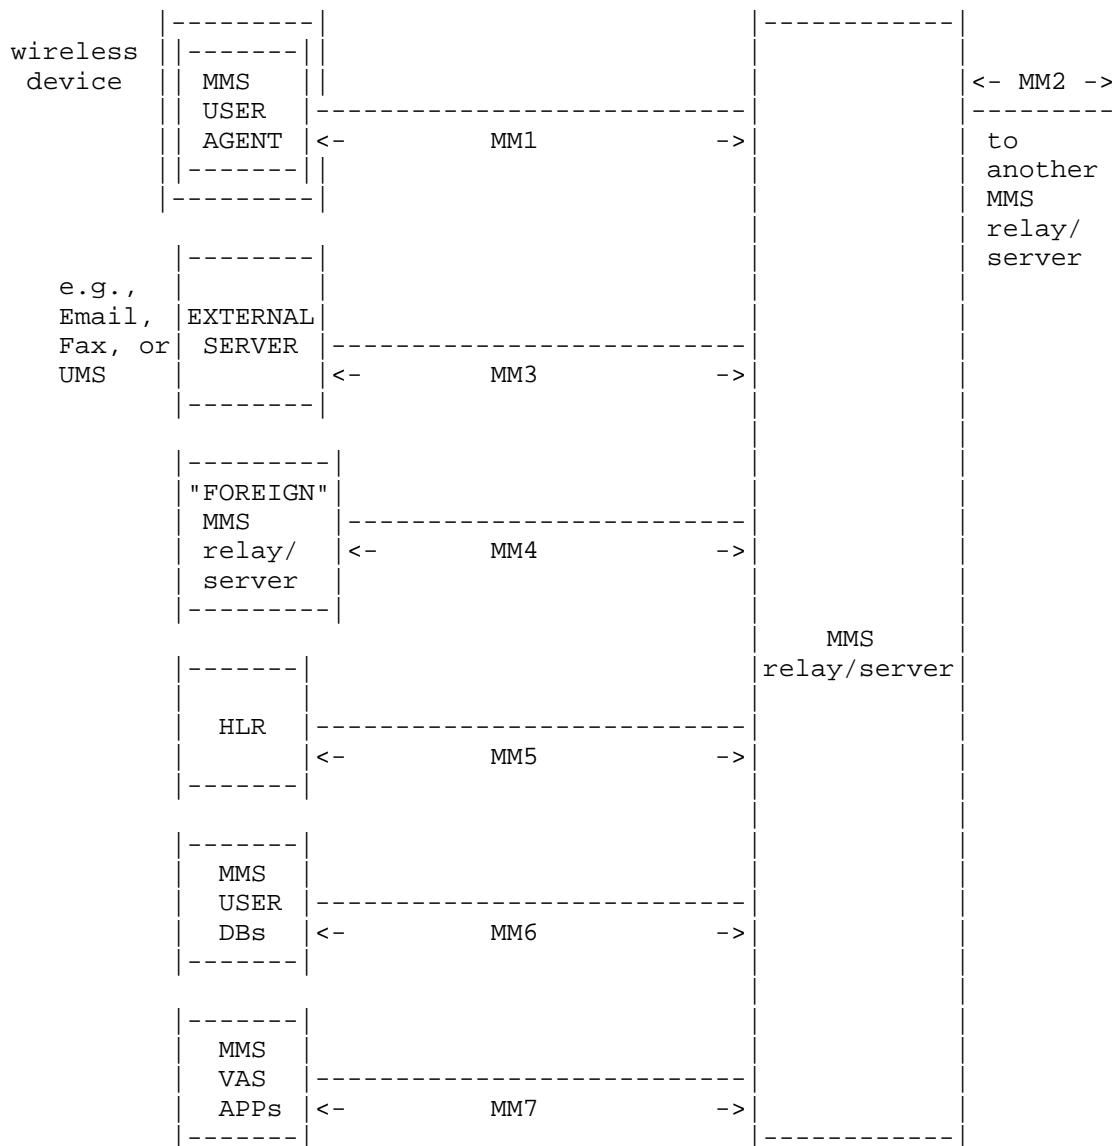 wireless
device MMS <- MM2 ->
USER
AGENT <- MM1 -> to
another
MMS
relay/
server
e.g.,
Email, EXTERNAL
Fax, or SERVER
UMS <- MM3 ->
"FOREIGN"
MMS
relay/ <- MM4 ->
server
MMS
relay/server
HLR
<- MM5 ->
MMS
USER
DBs <- MM6 ->
MMS
VAS
APPs <- MM7 ->